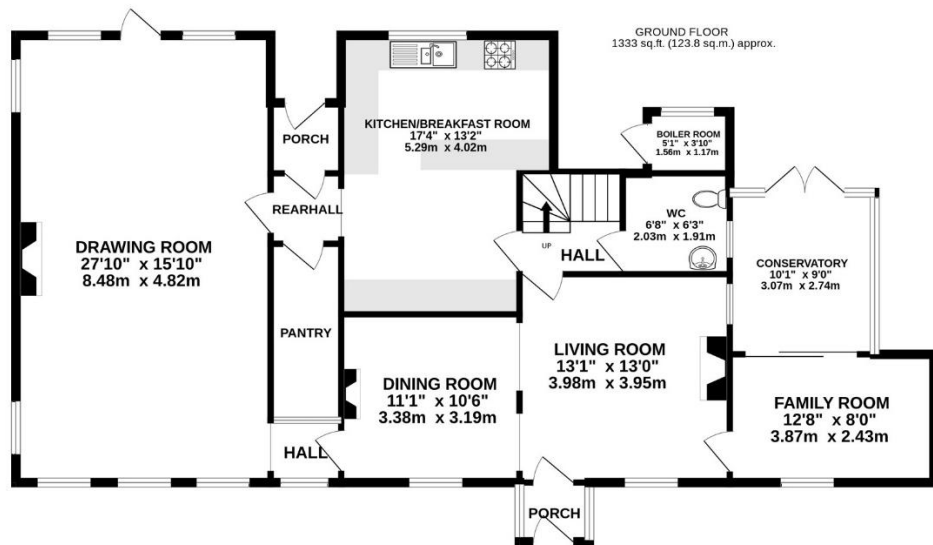 GROUND FLOOR
1333 sq.ft. (123.8 sq.m.) approx.
PORCH
KITCHEN/BREAKFAST ROOM
17'4" x 13'2"
5.29m x 4.02m
BOILER ROOM
5'1" x 3'10"
1.56m x 1.17m
REARHALL
WC
6'8" x 6'3"
2.03m x 1.91m
DRAWING ROOM
27'10" x 15'10"
8.48m x 4.82m
UP
HALL
CONSERVATORY
10'1" x 9'0"
3.07m x 2.74m
PANTRY
LIVING ROOM
13'1" x 13'0"
3.98m x 3.95m
DINING ROOM
11'1" x 10'6"
3.38m x 3.19m
FAMILY ROOM
12'8" x 8'0"
3.87m x 2.43m
HALL
PORCH